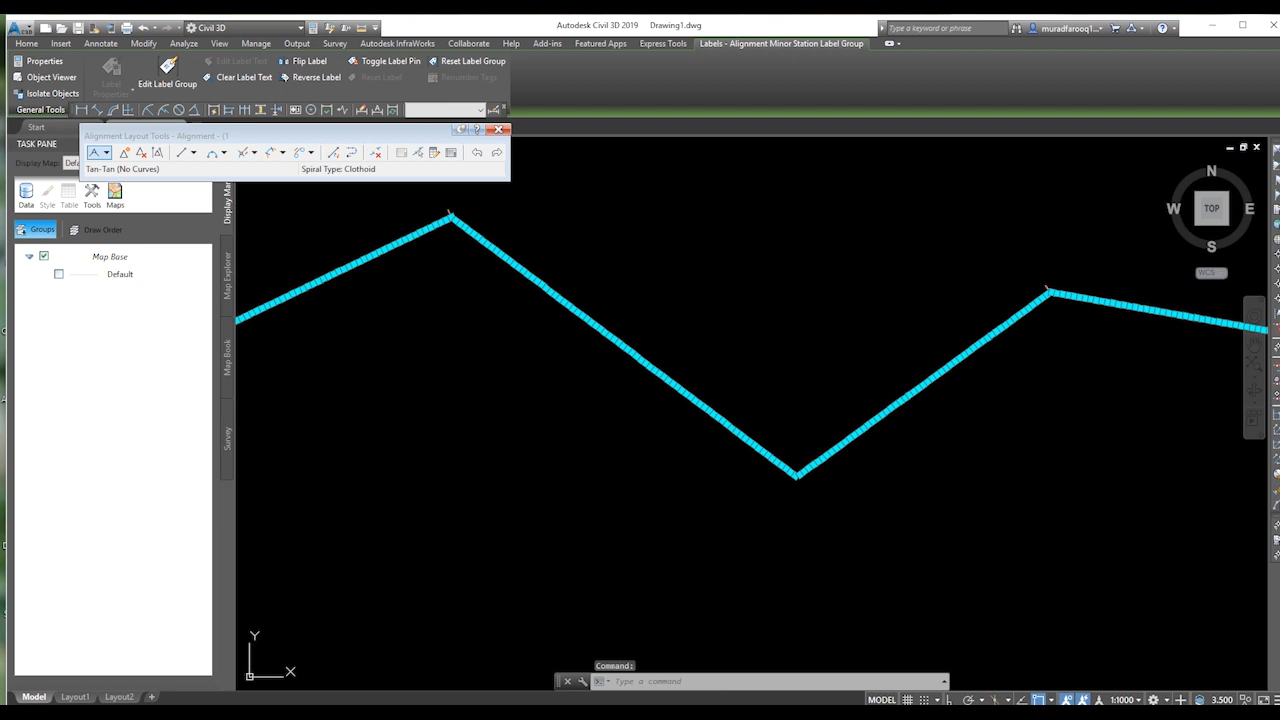 Civil 3D
Autodesk Civil 3D 2019 Drawing1.dwg
Type a keyword or phrase
muradfarooq1...
Home Insert Annotate Modify Analyze View Manage Output Survey Autodesk InfraWorks Collaborate Help Add-ins Featured Apps Express Tools Labels - Alignment Minor Station Label Group
Properties
Object Viewer
Isolate Objects
Label Properties
Edit Label Group
Edit Label Text
Clear Label Text
Flip Label
Reverse Label
Toggle Label Pin
Reset Label
Reset Label Group
Renumber Tags
General Tools
Start
Alignment Layout Tools - Alignment - (1
Tan-Tan (No Curves) Spiral Type: Clothoid
TASK PANE
Display Map: Defa
Data Style Table Tools Maps
Groups Draw Order
Map Base
Default
Display Man
Map Explorer
Map Book
Survey
N
W TOP E
S
WCS
Y
X
Command:
Type a command
Model Layout1 Layout2 +
MODEL 1:1000 3.500